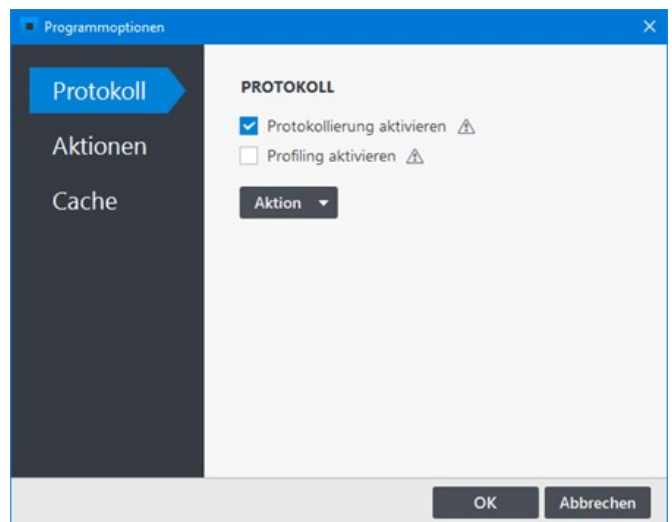 Programmoptionen
Protokoll
Aktionen
Cache
PROTOKOLL
Protokollierung aktivieren
Profiling aktivieren
Aktion
OK
Abbrechen